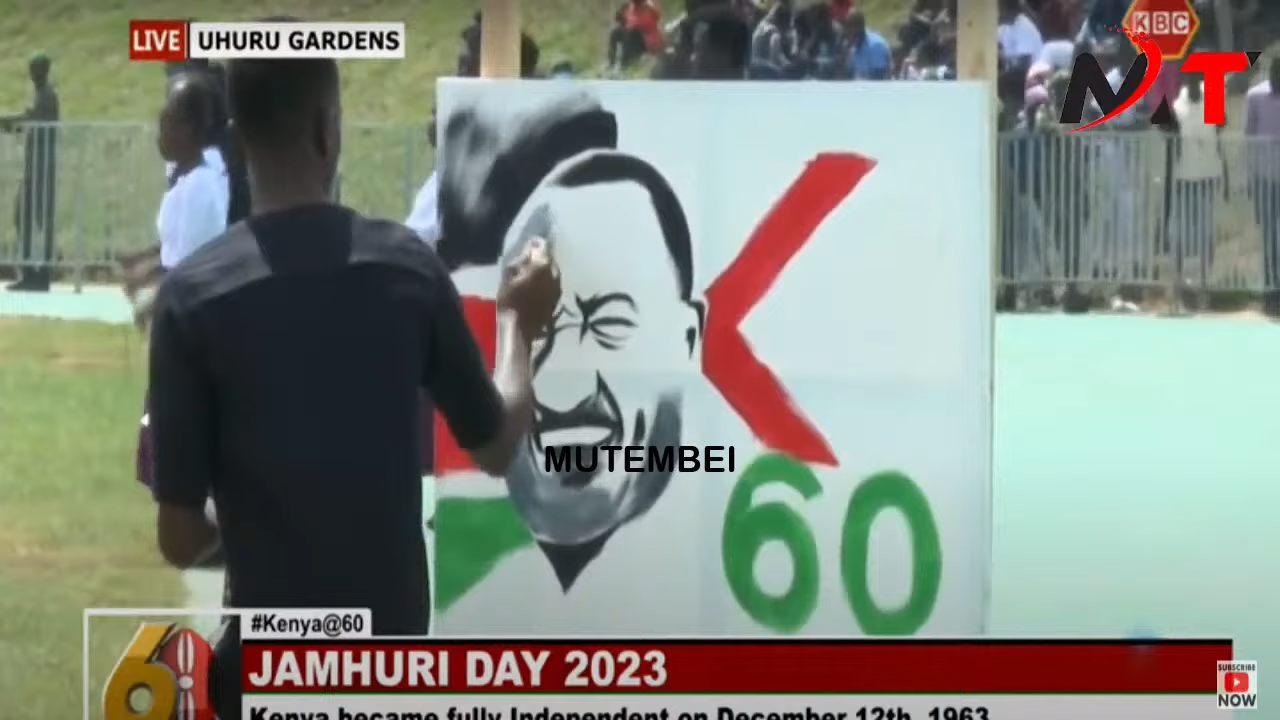 LIVE UHURU GARDENS
KBC
MT
60
MUTEMBEI
#Kenya@60
JAMHURI DAY 2023
Kenya became fully Independent on December 12th, 1963
SUBSCRIBE
NOW